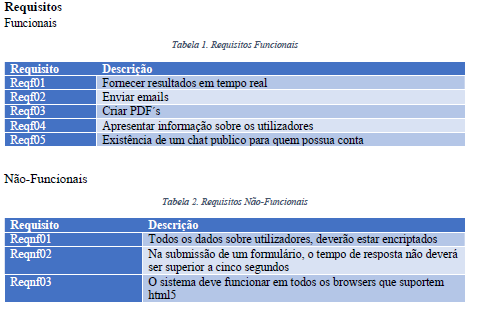 Requisitos
Funcionais
Tabela 1. Requisitos Funcionais
Requisito Descrição
Reqf01 Fornecer resultados em tempo real
Reqf02 Enviar emails
Reqf03 Criar PDF´s
Reqf04 Apresentar informação sobre os utilizadores
Reqf05 Existência de um chat publico para quem possua conta
Não-Funcionais
Tabela 2. Requisitos Não-Funcionais
Requisito Descrição
Reqnf01 Todos os dados sobre utilizadores, deverão estar encriptados
Reqnf02 Na submissão de um formulário, o tempo de resposta não deverá
ser superior a cinco segundos
Reqnf03 O sistema deve funcionar em todos os browsers que suportem
html5